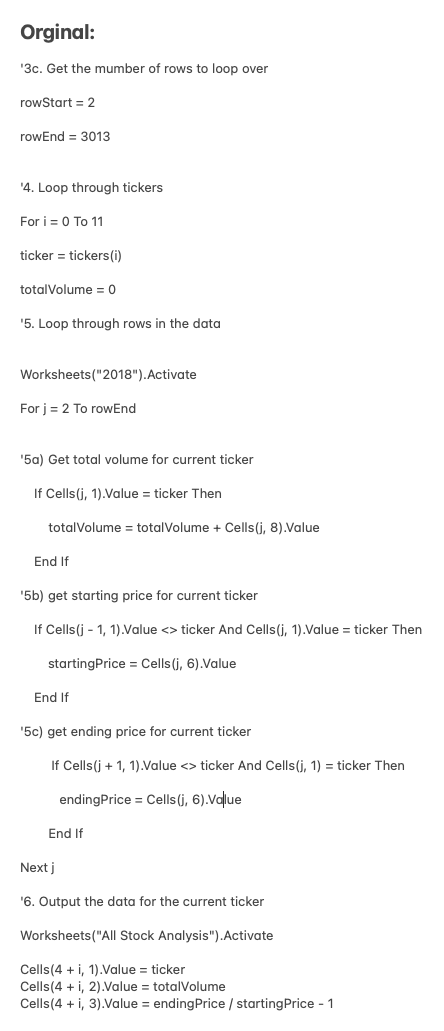 Orginal:
'3c. Get the mumber of rows to loop over
rowStart = 2
rowEnd = 3013
'4. Loop through tickers
For i = 0 To 11
ticker = tickers(i)
totalVolume = 0
'5. Loop through rows in the data
Worksheets("2018").Activate
For j = 2 To rowEnd
'5a) Get total volume for current ticker
If Cells(j, 1).Value = ticker Then
totalVolume = totalVolume + Cells(j, 8).Value
End If
'5b) get starting price for current ticker
If Cells(j - 1, 1).Value <> ticker And Cells(j, 1).Value = ticker Then
startingPrice = Cells(j, 6).Value
End If
'5c) get ending price for current ticker
If Cells(j + 1, 1).Value <> ticker And Cells(j, 1) = ticker Then
endingPrice = Cells(j, 6).Value
End If
Next j
'6. Output the data for the current ticker
Worksheets("All Stock Analysis").Activate
Cells(4 + i, 1).Value = ticker
Cells(4 + i, 2).Value = totalVolume
Cells(4 + i, 3).Value = endingPrice / startingPrice - 1